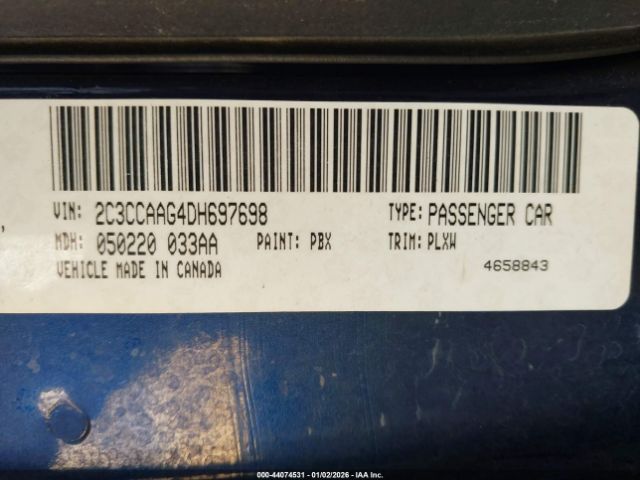 VIN: 2C3CCAAG4DH697698 TYPE: PASSENGER CAR
MDH: 050220 033AA PAINT: PBX TRIM: PLXW
VEHICLE MADE IN CANADA 4658843
000-44074531 - 01/02/2026 - IAA Inc.